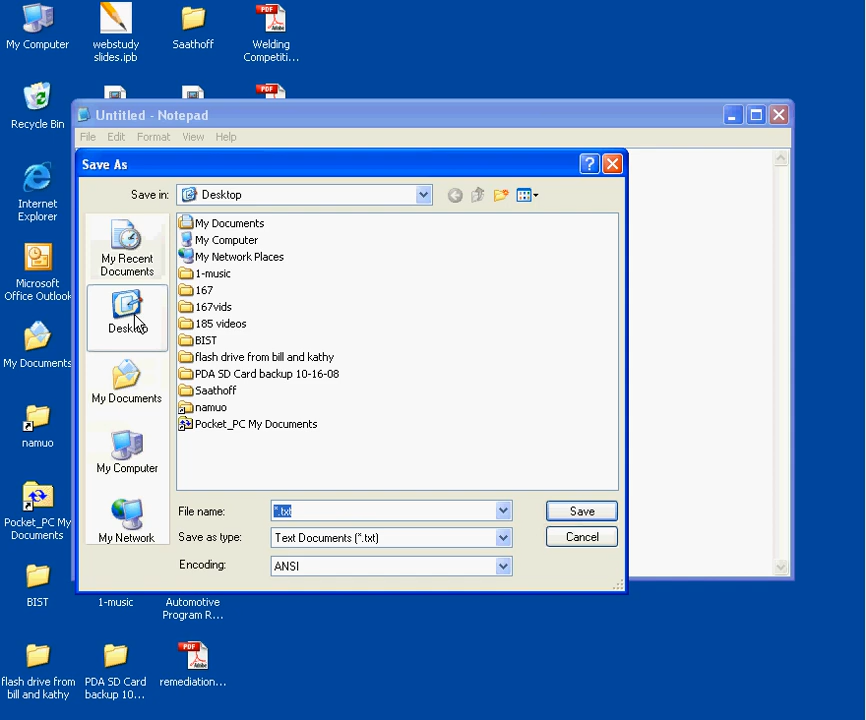 My Computer
webstudy
slides.ipb
Saathoff
Welding
Competiti...
Recycle Bin
Internet
Explorer
Microsoft
Office Outlook
My Documents
namuo
Pocket_PC My
Documents
BIST
1-music
Automotive
Program R...
flash drive from
bill and kathy
PDA SD Card
backup 10...
remediation...
PDF
PDF
PDF
Untitled - Notepad
File Edit Format View Help
Save As
Save in: Desktop
My Recent
Documents
Desktop
My Documents
My Computer
My Network
My Documents
My Computer
My Network Places
1-music
167
167vids
185 videos
BIST
flash drive from bill and kathy
PDA SD Card backup 10-16-08
Saathoff
namuo
Pocket_PC My Documents
File name: *.txt Save
Save as type: Text Documents (*.txt) Cancel
Encoding: ANSI